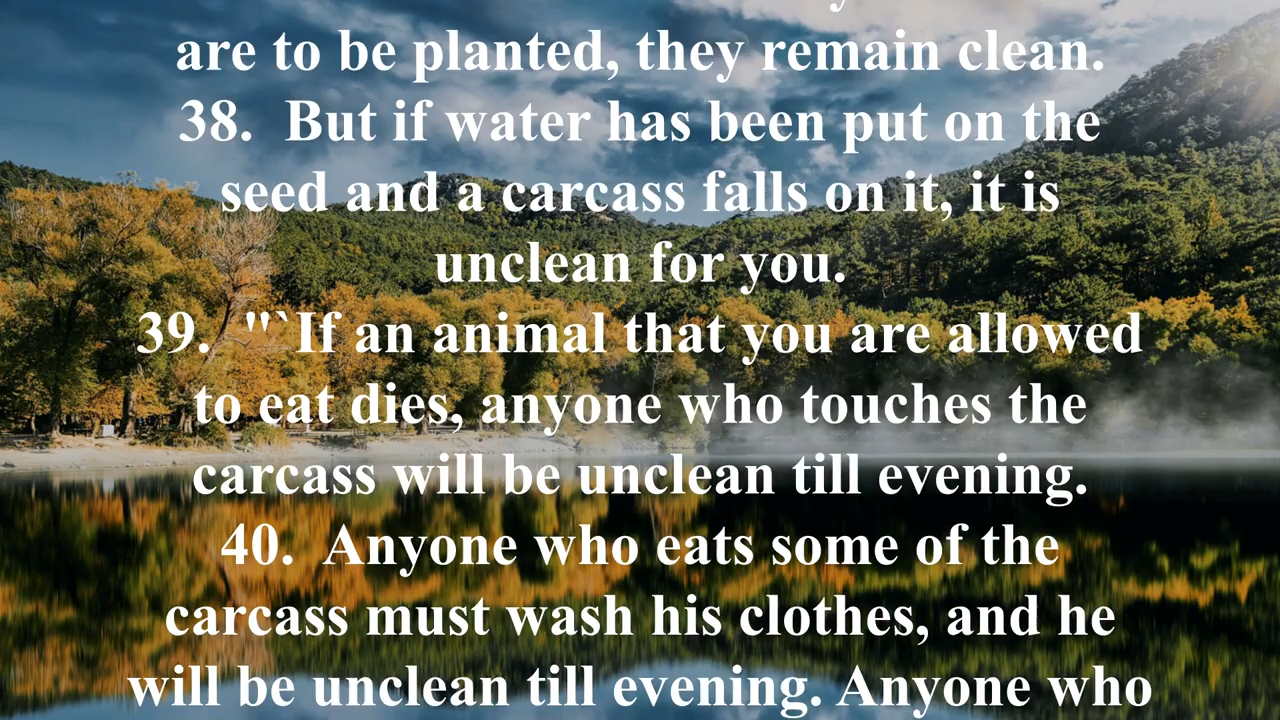 are to be planted, they remain clean.
38.  But if water has been put on the
seed and a carcass falls on it, it is
unclean for you.
39.  "`If an animal that you are allowed
to eat dies, anyone who touches the
carcass will be unclean till evening.
40.  Anyone who eats some of the
carcass must wash his clothes, and he
will be unclean till evening. Anyone who